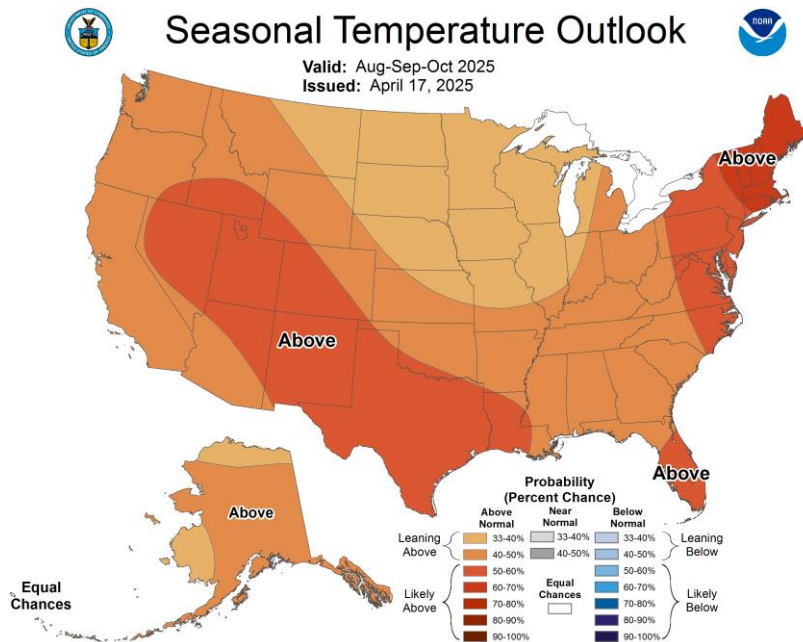 Seasonal Temperature Outlook
NOAA
Valid: Aug-Sep-Oct 2025
Issued: April 17, 2025
Above
Above
Above
Above
Equal
Chances
Probability
(Percent Chance)
Above
Normal
Near
Normal
Below
Normal
Leaning
Above
33-40%
33-40%
33-40%
Leaning
Below
40-50%
40-50%
40-50%
Likely
Above
50-60%
50-60%
Likely
Below
60-70%
Equal
Chances
60-70%
70-80%
70-80%
80-90%
80-90%
90-100%
90-100%